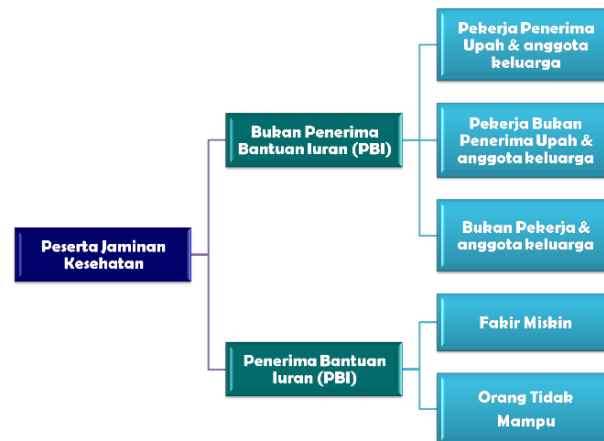 Peserta Jaminan
Kesehatan
Bukan Penerima
Bantuan Iuran (PBI)
Pekerja Penerima
Upah & anggota
keluarga
Pekerja Bukan
Penerima Upah &
anggota keluarga
Bukan Pekerja &
anggota keluarga
Penerima Bantuan
Iuran (PBI)
Fakir Miskin
Orang Tidak
Mampu